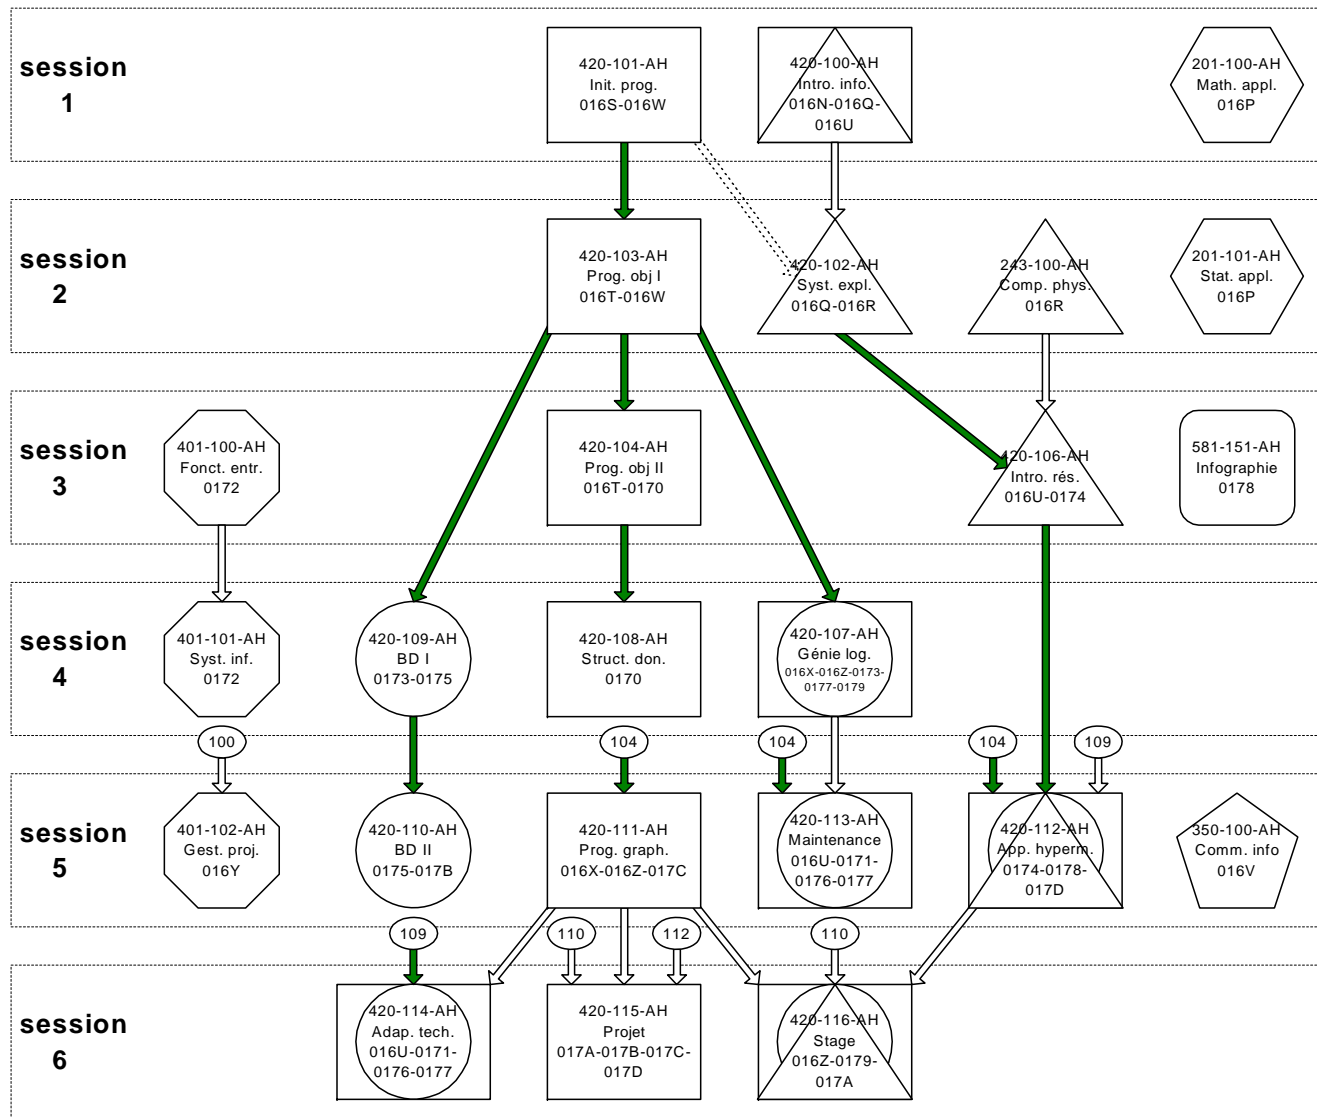 session
1
420-101-AH
Init. prog.
016S-016W
420-100-AH
Intro. info.
016N-016Q-
016U
201-100-AH
Math. appl.
016P
session
2
420-103-AH
Prog. obj I
016T-016W
420-102-AH
Syst. expl.
016Q-016R
243-100-AH
Comp. phys.
016R
201-101-AH
Stat. appl.
016P
session
3
401-100-AH
Fonct. entr.
0172
420-104-AH
Prog. obj II
016T-0170
420-106-AH
Intro. rés.
016U-0174
581-151-AH
Infographie
0178
session
4
401-101-AH
Syst. inf.
0172
420-109-AH
BD I
0173-0175
420-108-AH
Struct. don.
0170
420-107-AH
Génie log.
016X-016Z-0173-
0177-0179
100
104
104
104
109
session
5
401-102-AH
Gest. proj.
016Y
420-110-AH
BD II
0175-017B
420-111-AH
Prog. graph.
016X-016Z-017C
420-113-AH
Maintenance
016U-0171-
0176-0177
420-112-AH
App. hyperm.
0174-0178-
017D
350-100-AH
Comm. info
016V
109
110
112
110
session
6
420-114-AH
Adap. tech.
016U-0171-
0176-0177
420-115-AH
Projet
017A-017B-017C-
017D
420-116-AH
Stage
016Z-0179-
017A